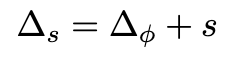 Δ_s = Δ_ϕ + s